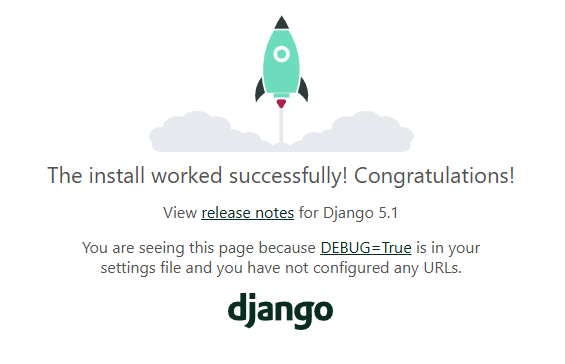 The install worked successfully! Congratulations!
View release notes for Django 5.1
You are seeing this page because DEBUG=True is in your
settings file and you have not configured any URLs.
django